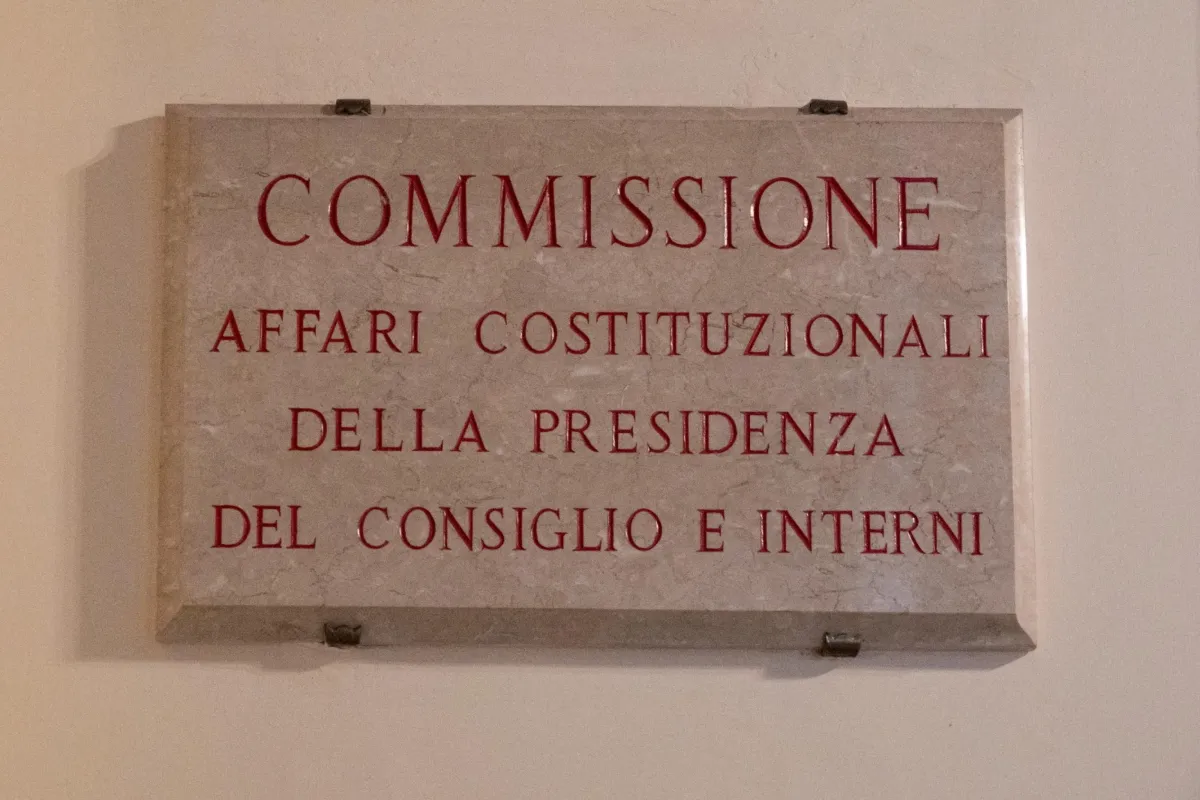 COMMISSIONE
AFFARI COSTITUZIONALI
DELLA PRESIDENZA
DEL CONSIGLIO E INTERNI